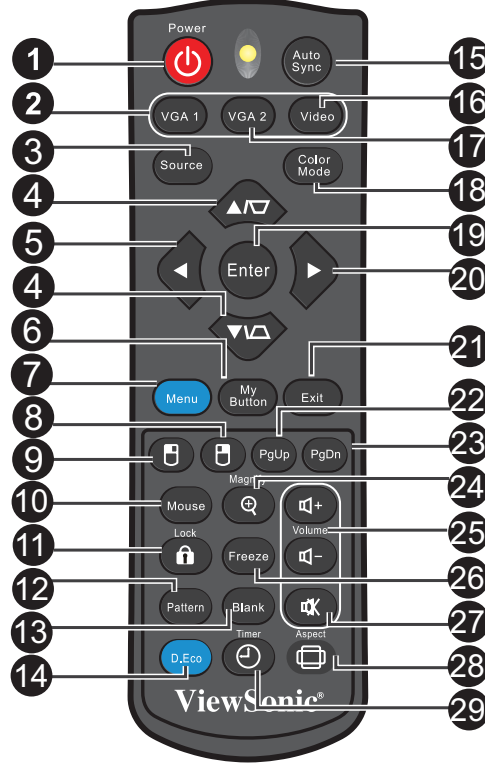 Power
1
Auto
Sync
15
2
VGA 1
VGA 2
Video
16
17
3
Source
Color
Mode
18
4
5
Enter
19
20
4
6
7
Menu
My
Button
Exit
21
8
22
9
PgUp
PgDn
23
Magnify
24
10
Mouse
+
Volume
25
11
Lock
Freeze
-
26
12
Pattern
Blank
27
13
14
D.Eco
Timer
Aspect
28
ViewSonic®
29